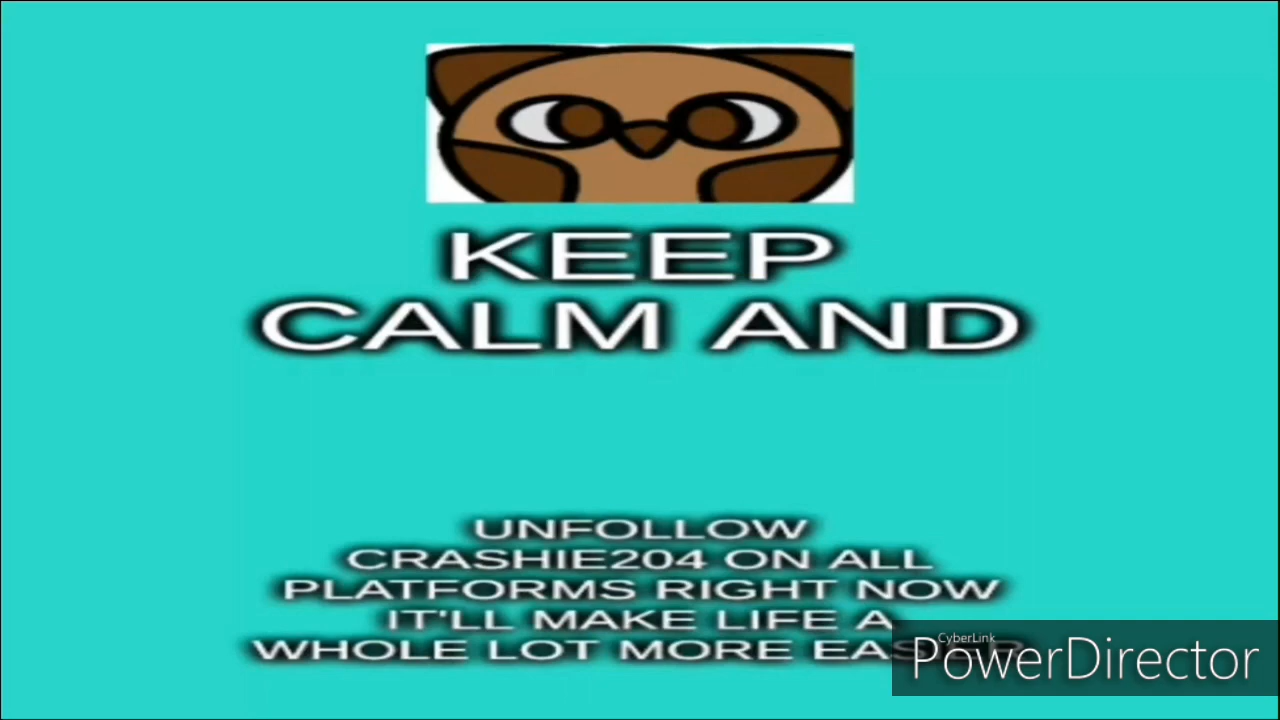 KEEP
CALM AND
UNFOLLOW
CRASHIE204 ON ALL
PLATFORMS RIGHT NOW
IT'LL MAKE LIFE A
WHOLE LOT MORE EASIER
CyberLink
PowerDirector